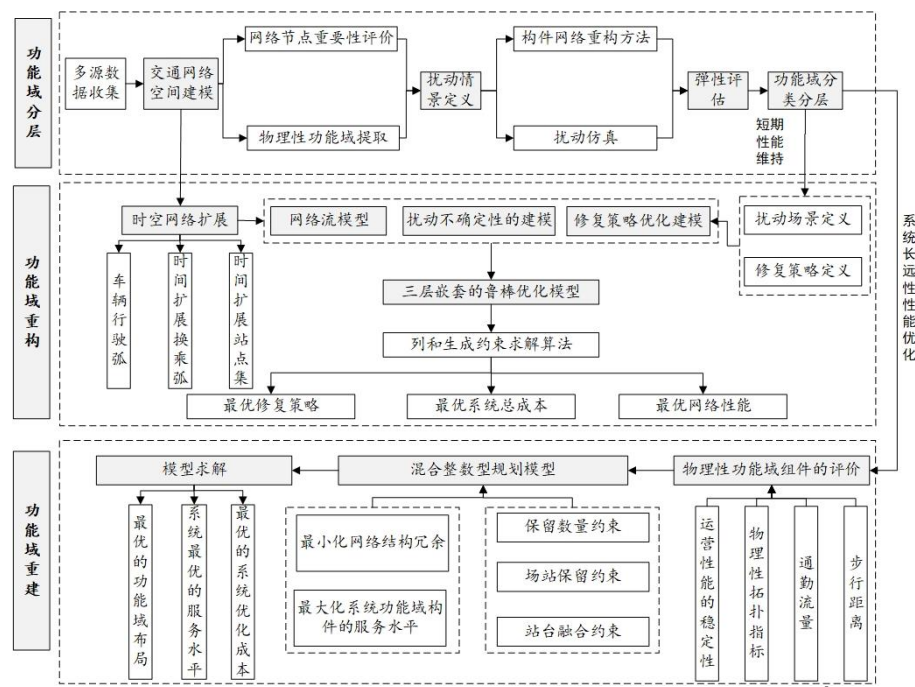 功能域分层
多源数
据收集
交通网络
空间建模
网络节点重要性评价
物理性功能域提取
扰动情
景定义
构件网络重构方法
扰动仿真
弹性评
估
功能域分
类分层
短期
性能
维持
系统长远性性能优化
功能域重构
时空网络扩展
车辆行驶弧
时间扩展换乘弧
时间扩展站点集
网络流模型
扰动不确定性的建模
修复策略优化建模
扰动场景定义
修复策略定义
三层嵌套的鲁棒优化模型
列和生成约束求解算法
最优修复策略
最优系统总成本
最优网络性能
功能域重建
模型求解
混合整数型规划模型
物理性功能域组件的评价
最优的功能域布局
系统最优的服务水平
最优的系统优化成本
最小化网络结构冗余
最大化系统功能域构
件的服务水平
保留数量约束
场站保留约束
站台融合约束
运营性能的稳定性
物理性拓扑指标
通勤流量
步行距离